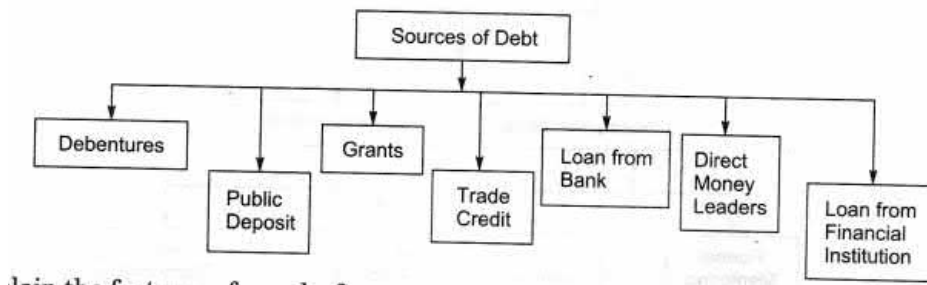 Sources of Debt
Debentures
Public
Deposit
Grants
Trade
Credit
Loan from
Bank
Direct
Money
Leaders
Loan from
Financial
Institution
the